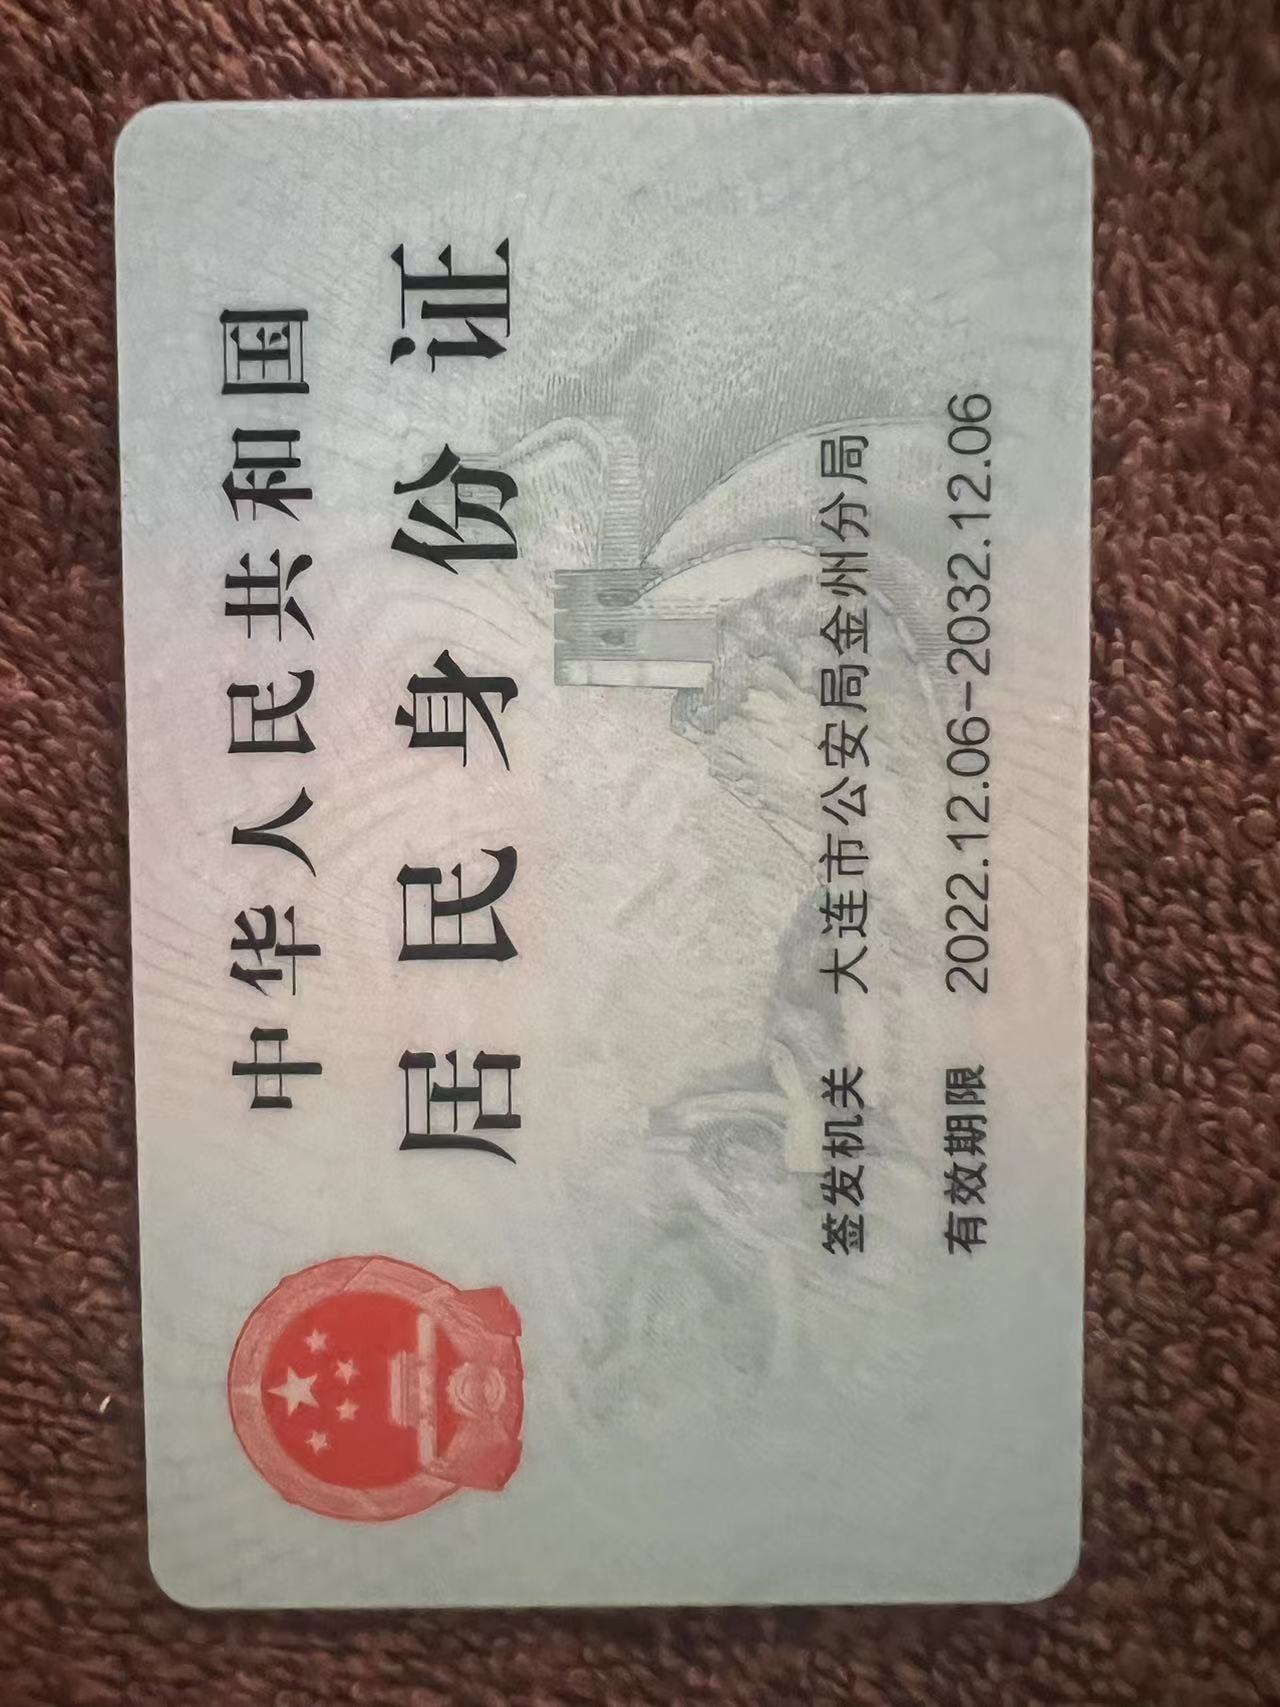 中华人民共和国
居民身份证
签发机关 大连市公安局金州分局
有效期限 2022.12.06-2032.12.06